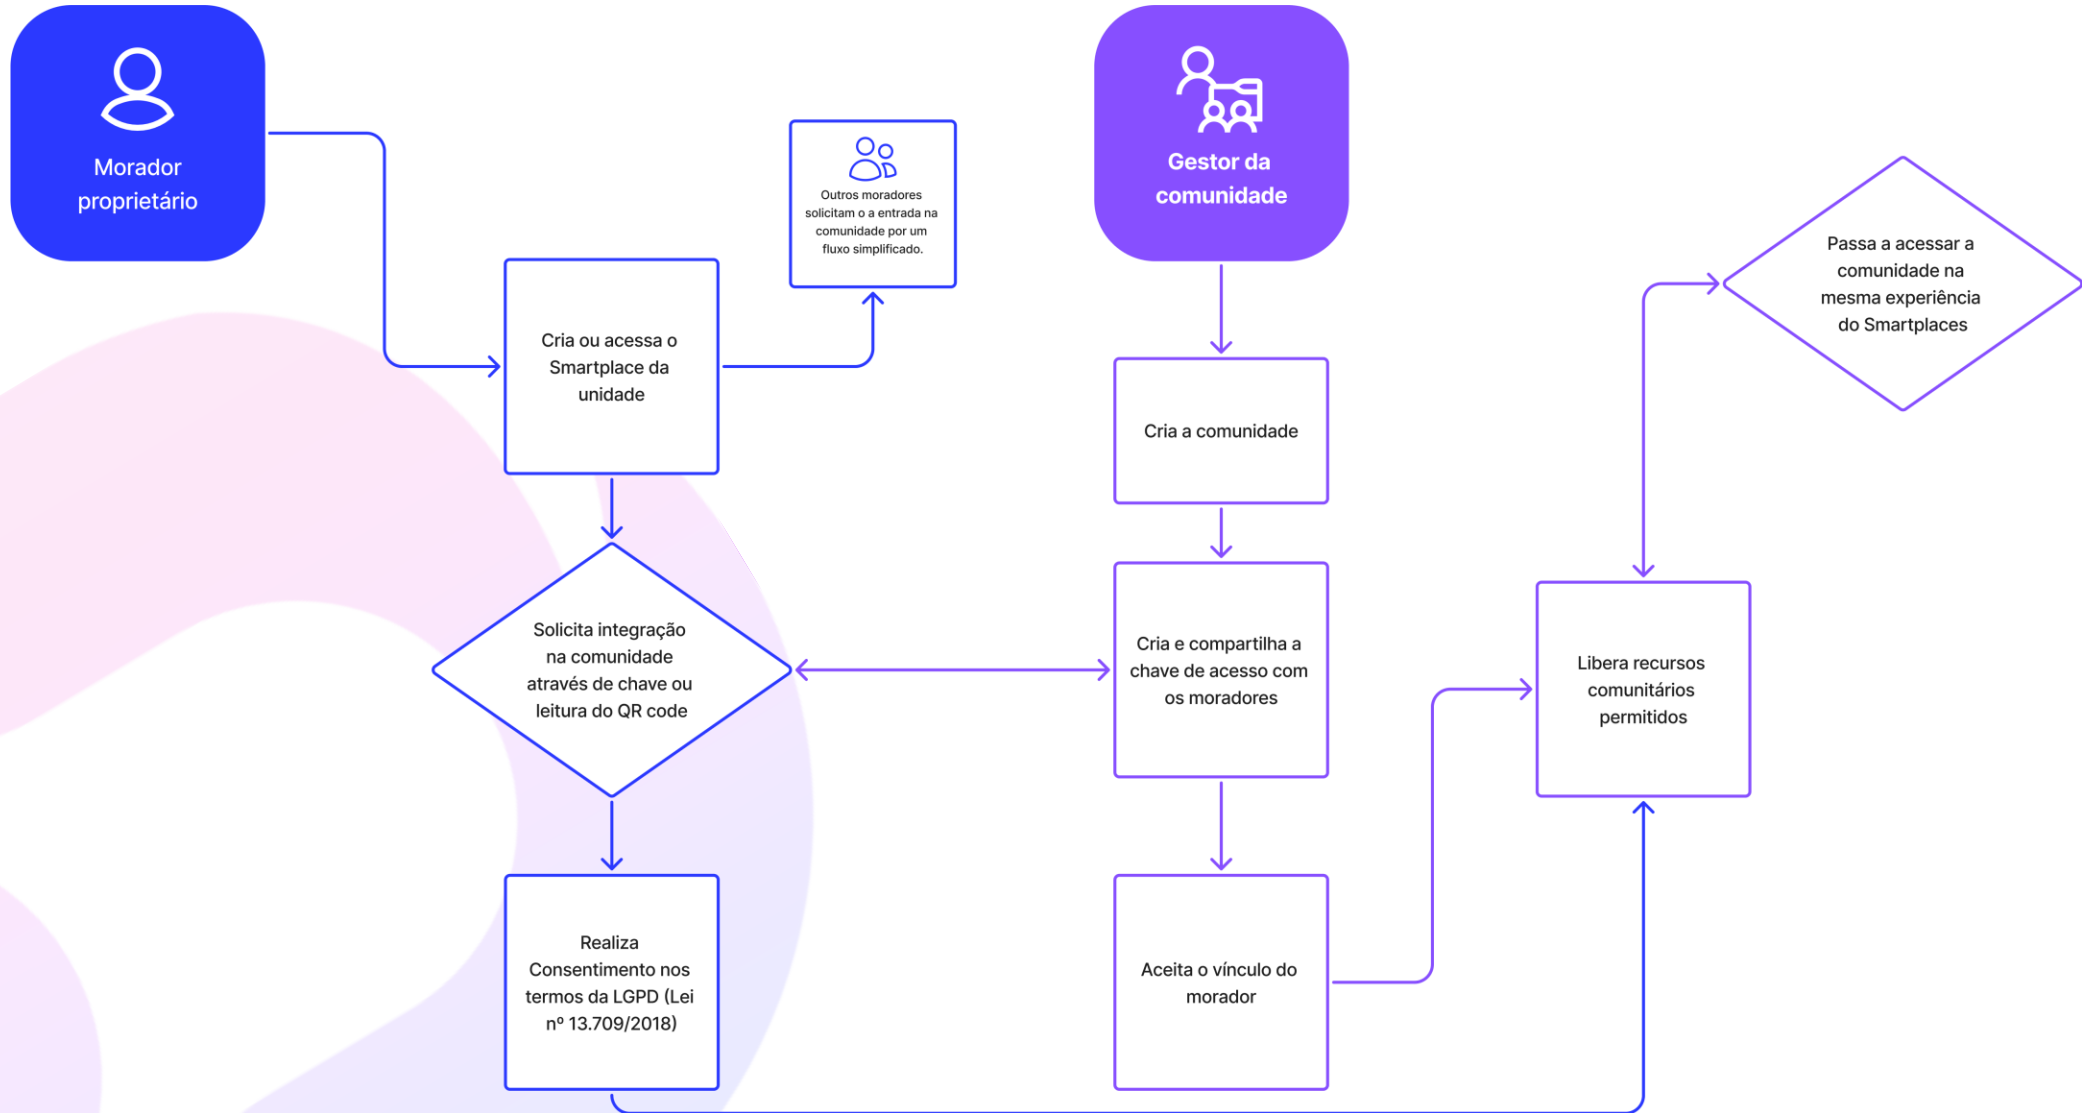 Morador
proprietário
Outros moradores
solicitam o a entrada na
comunidade por um
fluxo simplificado.
Cria ou acessa o
Smartplace da
unidade
Solicita integração
na comunidade
através de chave ou
leitura do QR code
Realiza
Consentimento nos
termos da LGPD (Lei
nº 13.709/2018)
Gestor da
comunidade
Cria a comunidade
Cria e compartilha a
chave de acesso com
os moradores
Aceita o vínculo do
morador
Libera recursos
comunitários
permitidos
Passa a acessar a
comunidade na
mesma experiência
do Smartplaces